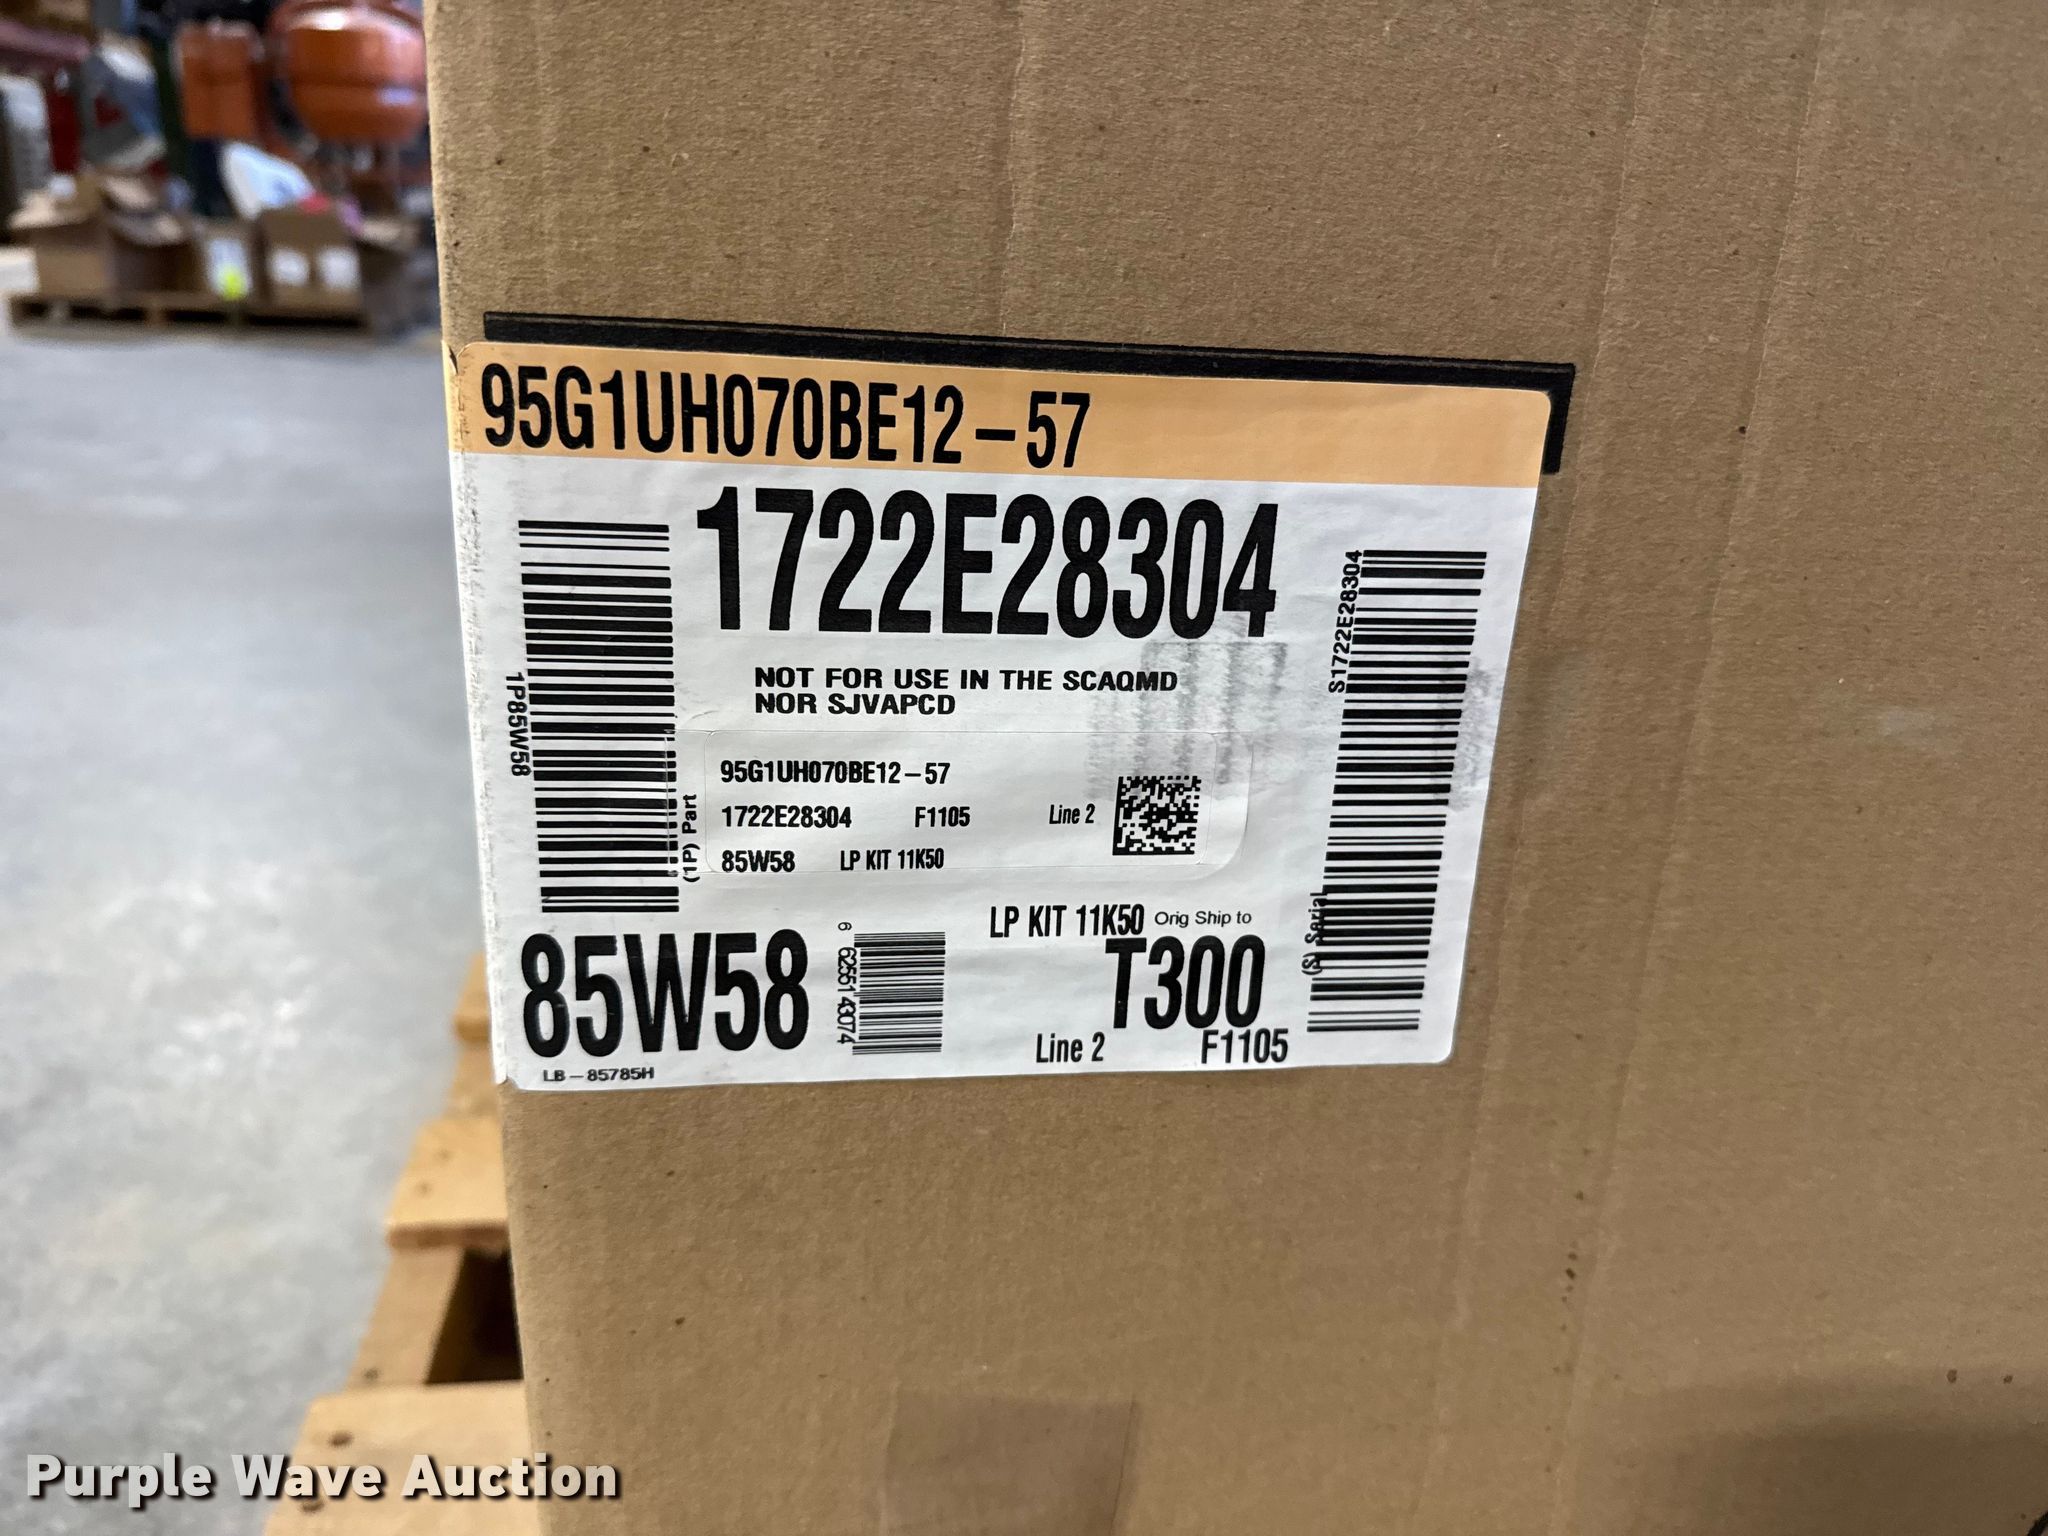 95G1UH070BE12-57
1722E28304
NOT FOR USE IN THE SCAQMD
NOR SJVAPCD
1P85W58
(1P) Part
S1722E28304
(S) Serial
95G1UH070BE12-57
1722E28304 F1105 Line 2
85W58 LP KIT 11K50
LP KIT 11K50 Orig Ship to
85W58
6 62551 43074
T300
Line 2 F1105
LB-85785H
Purple Wave Auction